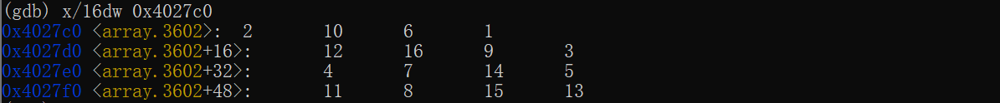 (gdb) x/16dw 0x4027c0
0x4027c0 <array.3602>: 2 10 6 1
0x4027d0 <array.3602+16>: 12 16 9 3
0x4027e0 <array.3602+32>: 4 7 14 5
0x4027f0 <array.3602+48>: 11 8 15 13